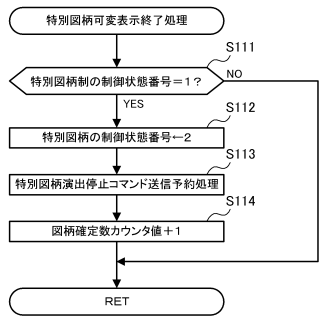 特別図柄可変表示終了処理
S111
特別図柄制の制御状態番号=1?
NO
YES
S112
特別図柄の制御状態番号←2
S113
特別図柄演出停止コマンド送信予約処理
S114
図柄確定数カウンタ値+1
RET